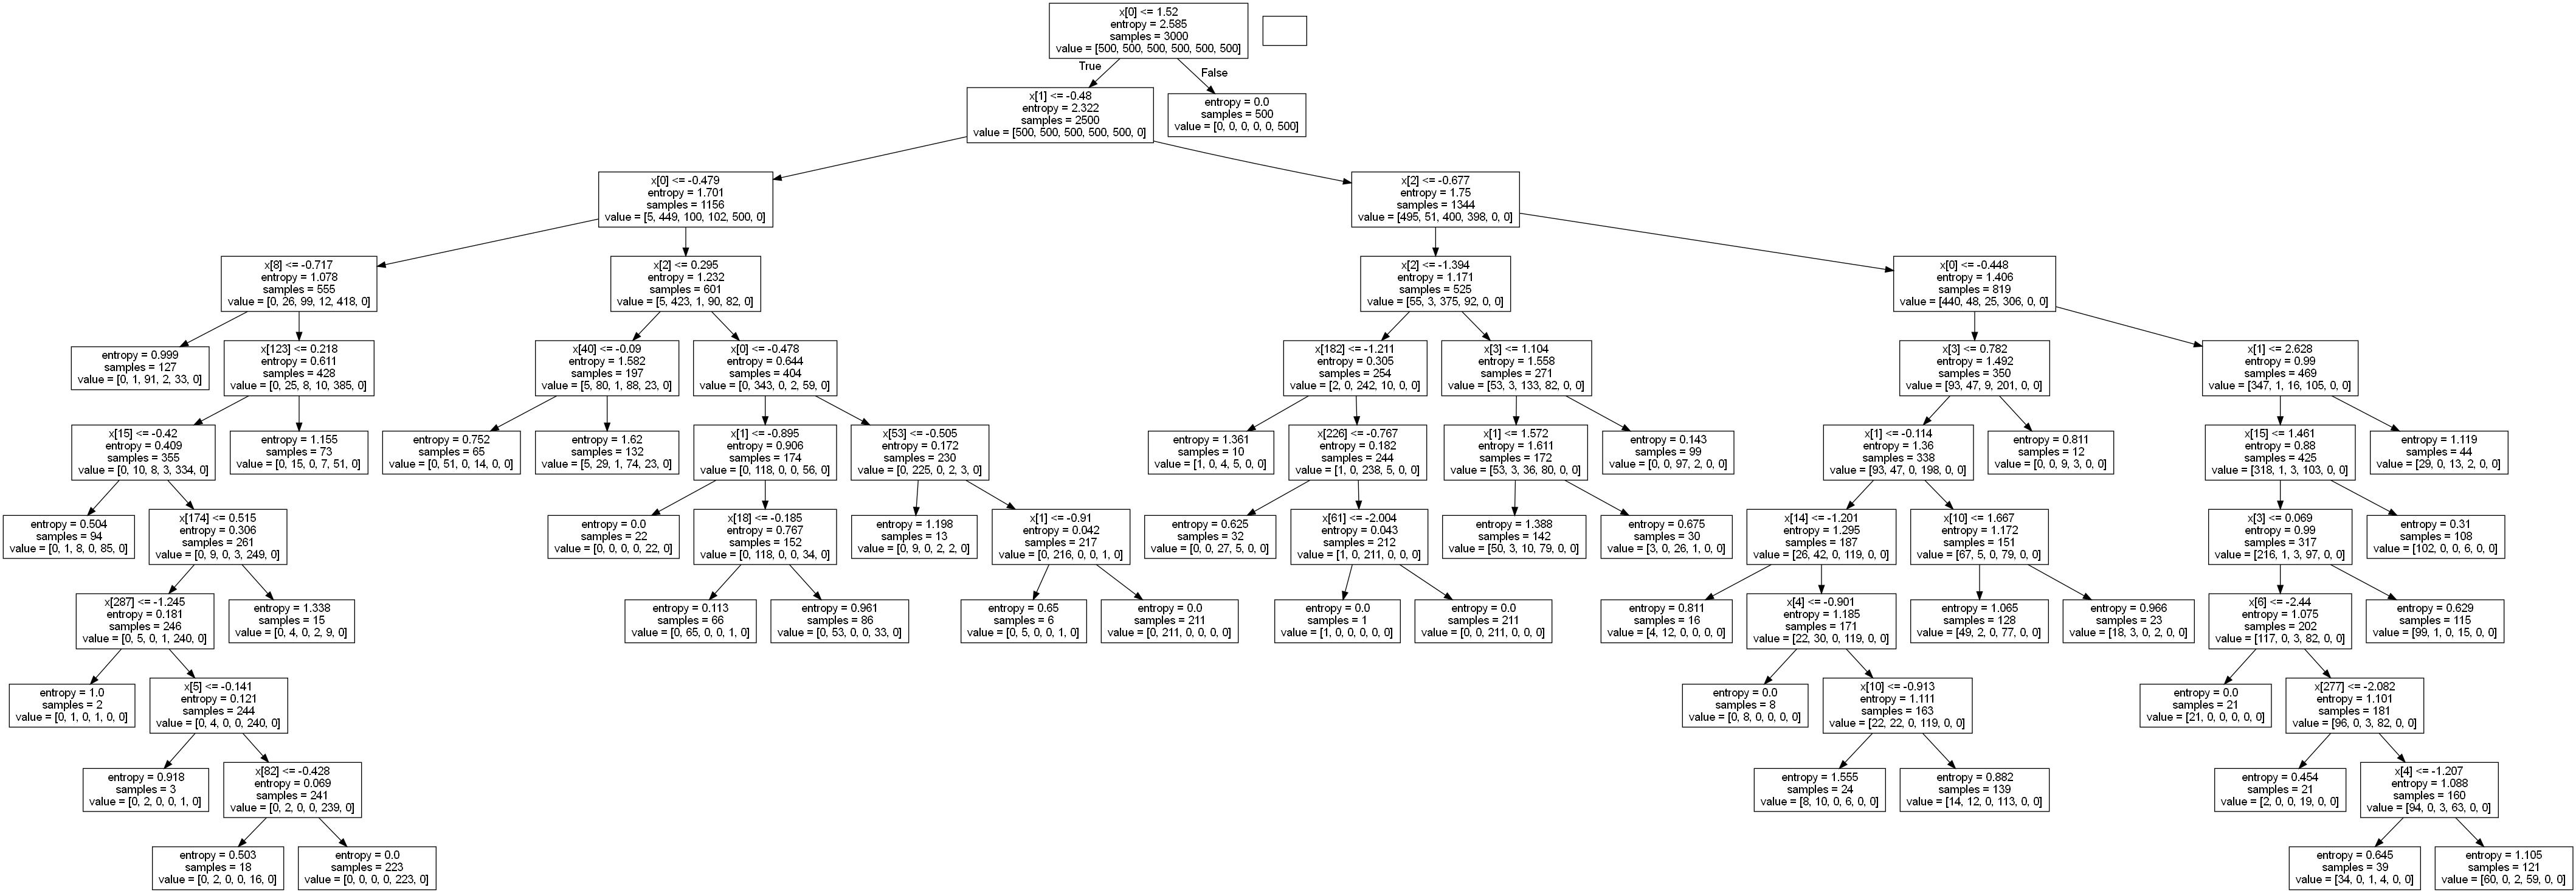 x[0] <= 1.52
entropy = 2.585
samples = 3000
value = [500, 500, 500, 500, 500, 500]
True
False
x[1] <= -0.48
entropy = 2.322
samples = 2500
value = [500, 500, 500, 500, 500, 0]
entropy = 0.0
samples = 500
value = [0, 0, 0, 0, 0, 500]
x[0] <= -0.479
entropy = 1.701
samples = 1156
value = [5, 449, 100, 102, 500, 0]
x[2] <= -0.677
entropy = 1.75
samples = 1344
value = [495, 51, 400, 398, 0, 0]
x[8] <= -0.717
entropy = 1.078
samples = 555
value = [0, 26, 99, 12, 418, 0]
x[2] <= 0.295
entropy = 1.232
samples = 601
value = [5, 423, 1, 90, 82, 0]
x[2] <= -1.394
entropy = 1.171
samples = 525
value = [55, 3, 375, 92, 0, 0]
x[0] <= -0.448
entropy = 1.406
samples = 819
value = [440, 48, 25, 306, 0, 0]
entropy = 0.999
samples = 127
value = [0, 1, 91, 2, 33, 0]
x[123] <= 0.218
entropy = 0.611
samples = 428
value = [0, 25, 8, 10, 385, 0]
x[40] <= -0.09
entropy = 1.582
samples = 197
value = [5, 80, 1, 88, 23, 0]
x[0] <= -0.478
entropy = 0.644
samples = 404
value = [0, 343, 0, 2, 59, 0]
x[182] <= -1.211
entropy = 0.305
samples = 254
value = [2, 0, 242, 10, 0, 0]
x[3] <= 1.104
entropy = 1.558
samples = 271
value = [53, 3, 133, 82, 0, 0]
x[3] <= 0.782
entropy = 1.492
samples = 350
value = [93, 47, 9, 201, 0, 0]
x[1] <= 2.628
entropy = 0.99
samples = 469
value = [347, 1, 16, 105, 0, 0]
x[15] <= -0.42
entropy = 0.409
samples = 355
value = [0, 10, 8, 3, 334, 0]
entropy = 1.155
samples = 73
value = [0, 15, 0, 7, 51, 0]
entropy = 0.752
samples = 65
value = [0, 51, 0, 14, 0, 0]
entropy = 1.62
samples = 132
value = [5, 29, 1, 74, 23, 0]
x[1] <= -0.895
entropy = 0.906
samples = 174
value = [0, 118, 0, 0, 56, 0]
x[53] <= -0.505
entropy = 0.172
samples = 230
value = [0, 225, 0, 2, 3, 0]
entropy = 1.361
samples = 10
value = [1, 0, 4, 5, 0, 0]
x[226] <= -0.767
entropy = 0.182
samples = 244
value = [1, 0, 238, 5, 0, 0]
x[1] <= 1.572
entropy = 1.611
samples = 172
value = [53, 3, 36, 80, 0, 0]
entropy = 0.143
samples = 99
value = [0, 0, 97, 2, 0, 0]
x[1] <= -0.114
entropy = 1.36
samples = 338
value = [93, 47, 0, 198, 0, 0]
entropy = 0.811
samples = 12
value = [0, 0, 9, 3, 0, 0]
x[15] <= 1.461
entropy = 0.88
samples = 425
value = [318, 1, 3, 103, 0, 0]
entropy = 1.119
samples = 44
value = [29, 0, 13, 2, 0, 0]
entropy = 0.504
samples = 94
value = [0, 1, 8, 0, 85, 0]
x[174] <= 0.515
entropy = 0.306
samples = 261
value = [0, 9, 0, 3, 249, 0]
entropy = 0.0
samples = 22
value = [0, 0, 0, 0, 22, 0]
x[18] <= -0.185
entropy = 0.767
samples = 152
value = [0, 118, 0, 0, 34, 0]
entropy = 1.198
samples = 13
value = [0, 9, 0, 2, 2, 0]
x[1] <= -0.91
entropy = 0.042
samples = 217
value = [0, 216, 0, 0, 1, 0]
entropy = 0.625
samples = 32
value = [0, 0, 27, 5, 0, 0]
x[61] <= -2.004
entropy = 0.043
samples = 212
value = [1, 0, 211, 0, 0, 0]
entropy = 1.388
samples = 142
value = [50, 3, 10, 79, 0, 0]
entropy = 0.675
samples = 30
value = [3, 0, 26, 1, 0, 0]
x[14] <= -1.201
entropy = 1.295
samples = 187
value = [26, 42, 0, 119, 0, 0]
x[10] <= 1.667
entropy = 1.172
samples = 151
value = [67, 5, 0, 79, 0, 0]
x[3] <= 0.069
entropy = 0.99
samples = 317
value = [216, 1, 3, 97, 0, 0]
entropy = 0.31
samples = 108
value = [102, 0, 0, 6, 0, 0]
x[287] <= -1.245
entropy = 0.181
samples = 246
value = [0, 5, 0, 1, 240, 0]
entropy = 1.338
samples = 15
value = [0, 4, 0, 2, 9, 0]
entropy = 0.113
samples = 66
value = [0, 65, 0, 0, 1, 0]
entropy = 0.961
samples = 86
value = [0, 53, 0, 0, 33, 0]
entropy = 0.65
samples = 6
value = [0, 5, 0, 0, 1, 0]
entropy = 0.0
samples = 211
value = [0, 211, 0, 0, 0, 0]
entropy = 0.0
samples = 1
value = [1, 0, 0, 0, 0, 0]
entropy = 0.0
samples = 211
value = [0, 0, 211, 0, 0, 0]
entropy = 0.811
samples = 16
value = [4, 12, 0, 0, 0, 0]
x[4] <= -0.901
entropy = 1.185
samples = 171
value = [22, 30, 0, 119, 0, 0]
entropy = 1.065
samples = 128
value = [49, 2, 0, 77, 0, 0]
entropy = 0.966
samples = 23
value = [18, 3, 0, 2, 0, 0]
x[6] <= -2.44
entropy = 1.075
samples = 202
value = [117, 0, 3, 82, 0, 0]
entropy = 0.629
samples = 115
value = [99, 1, 0, 15, 0, 0]
entropy = 1.0
samples = 2
value = [0, 1, 0, 1, 0, 0]
x[5] <= -0.141
entropy = 0.121
samples = 244
value = [0, 4, 0, 0, 240, 0]
entropy = 0.0
samples = 8
value = [0, 8, 0, 0, 0, 0]
x[10] <= -0.913
entropy = 1.111
samples = 163
value = [22, 22, 0, 119, 0, 0]
entropy = 0.0
samples = 21
value = [21, 0, 0, 0, 0, 0]
x[277] <= -2.082
entropy = 1.101
samples = 181
value = [96, 0, 3, 82, 0, 0]
entropy = 0.918
samples = 3
value = [0, 2, 0, 0, 1, 0]
x[82] <= -0.428
entropy = 0.069
samples = 241
value = [0, 2, 0, 0, 239, 0]
entropy = 1.555
samples = 24
value = [8, 10, 0, 6, 0, 0]
entropy = 0.882
samples = 139
value = [14, 12, 0, 113, 0, 0]
entropy = 0.454
samples = 21
value = [2, 0, 0, 19, 0, 0]
x[4] <= -1.207
entropy = 1.088
samples = 160
value = [94, 0, 3, 63, 0, 0]
entropy = 0.503
samples = 18
value = [0, 2, 0, 0, 16, 0]
entropy = 0.0
samples = 223
value = [0, 0, 0, 0, 223, 0]
entropy = 0.645
samples = 39
value = [34, 0, 1, 4, 0, 0]
entropy = 1.105
samples = 121
value = [60, 0, 2, 59, 0, 0]